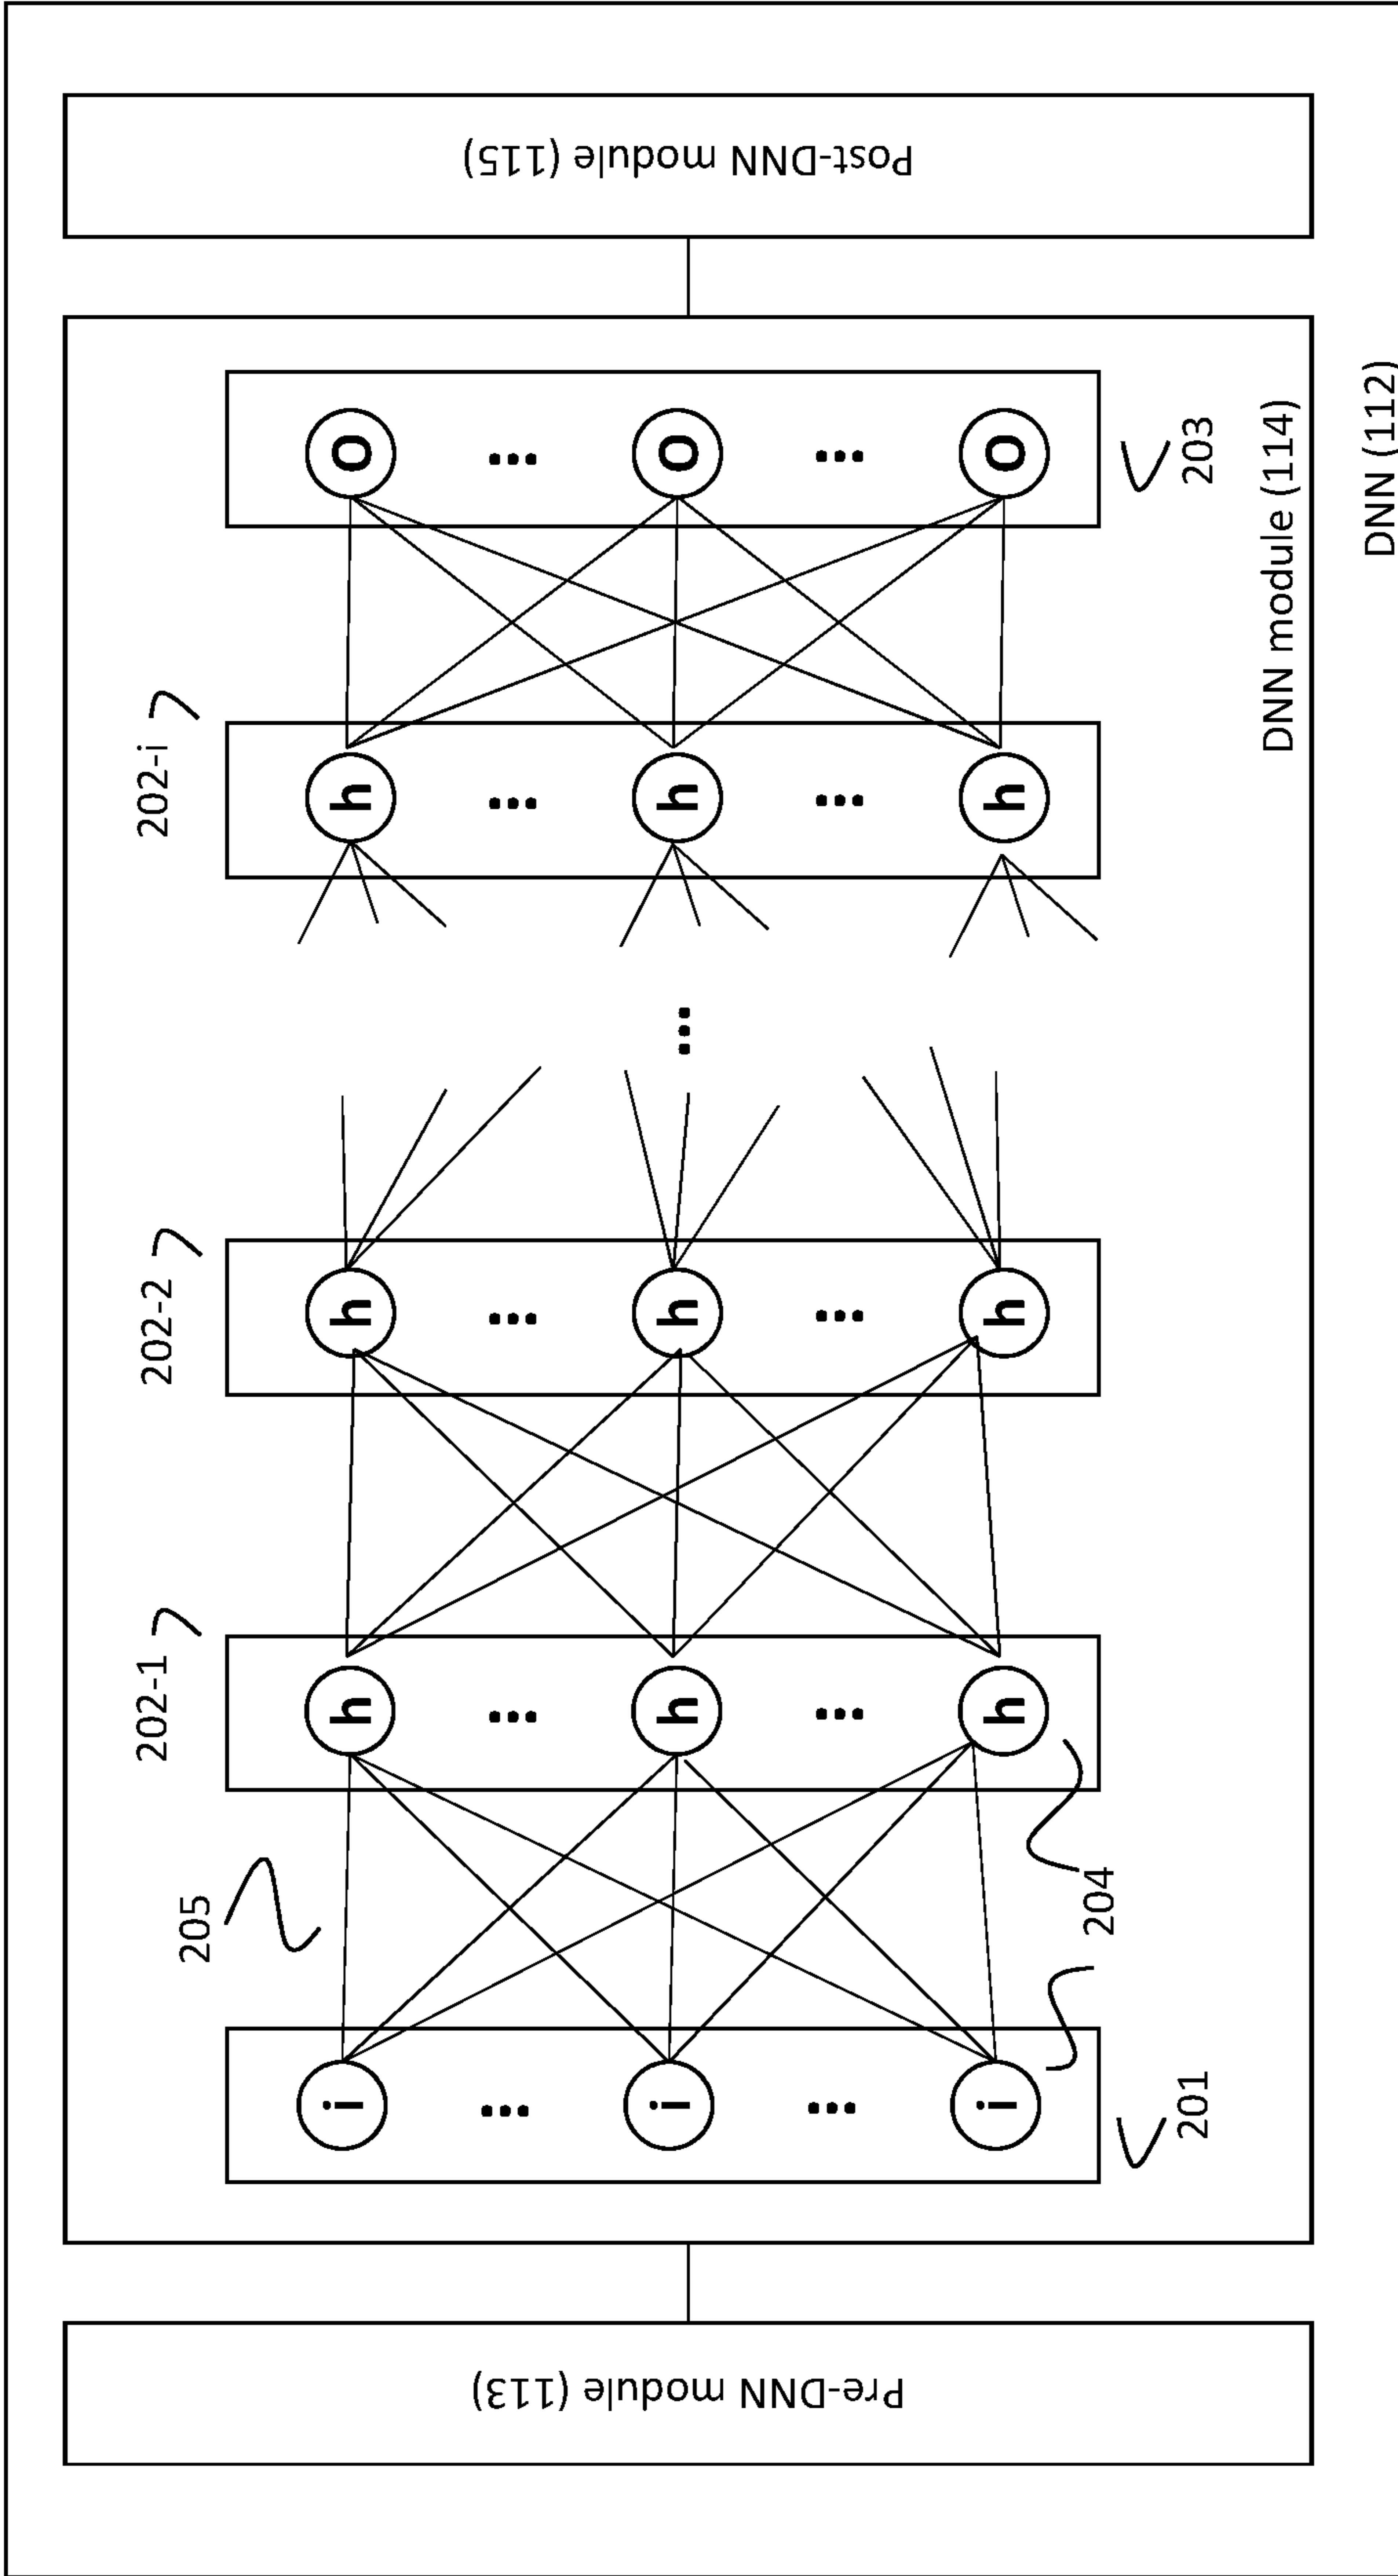 Pre-DNN module (113)
202-1
202-2
202-i
205
i h h h O
... ... ... ... ...
i h h ... h O
... ... ... ... ...
i h h h O
204
201
203
DNN module (114)
DNN (112)
Post-DNN module (115)